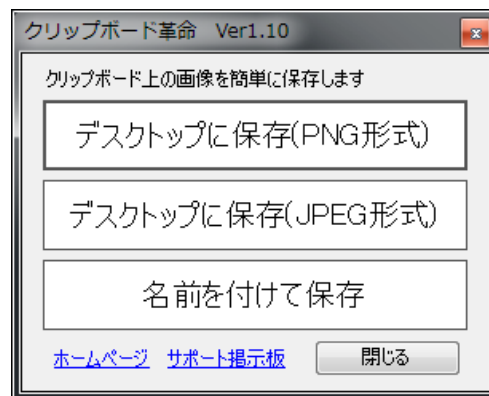 クリップボード革命 Ver1.10
クリップボード上の画像を簡単に保存します
デスクトップに保存(PNG形式)
デスクトップに保存(JPEG形式)
名前を付けて保存
ホームページ サポート掲示板 閉じる